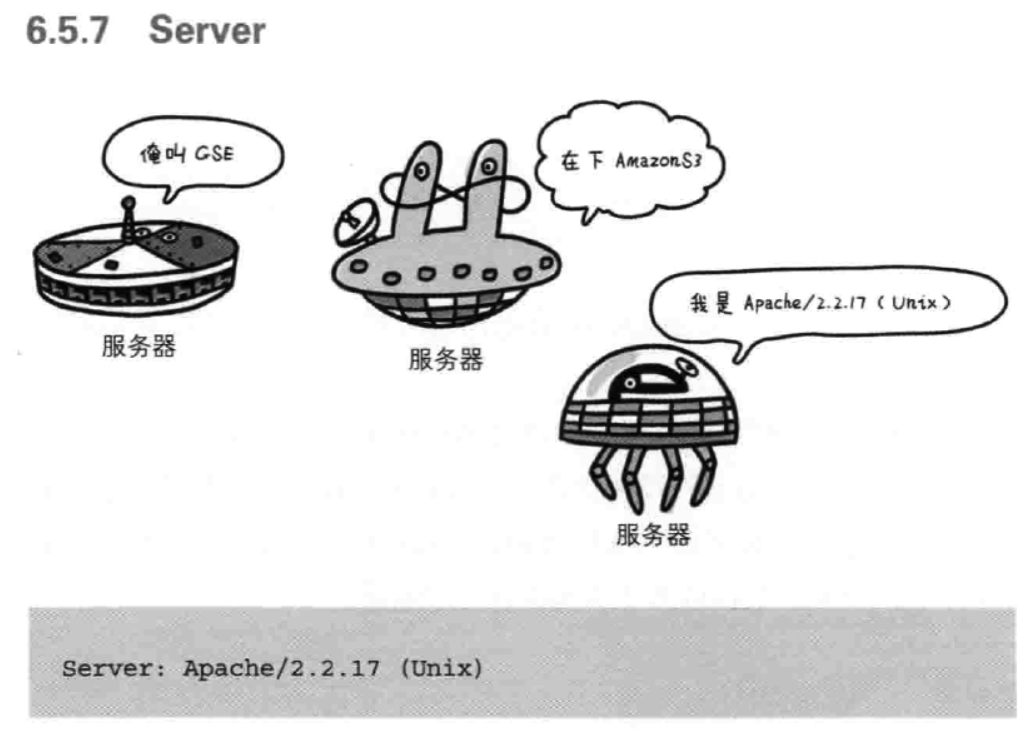 6.5.7 Server
俺叫 GSE
在下 AmazonS3
我是 Apache/2.2.17 (Unix)
服务器
服务器
服务器
Server: Apache/2.2.17 (Unix)